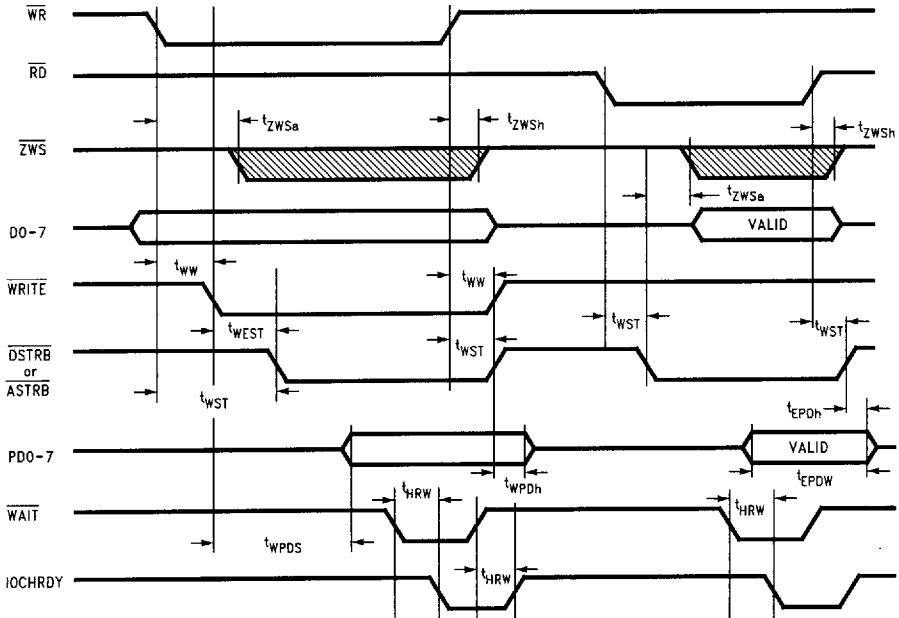 WR
RD
tZWSa tZWSh tZWSh
ZWS
tZWSa
D0-7 VALID
tWW tWW
WRITE
tWEST tWST tWST tWST
DSTRB
or
ASTRB
tWST
tEPDh
PD0-7 VALID
tHRW tWPDh tEPDW
WAIT tHRW
tWPDS
tHRW
IOCHRDY